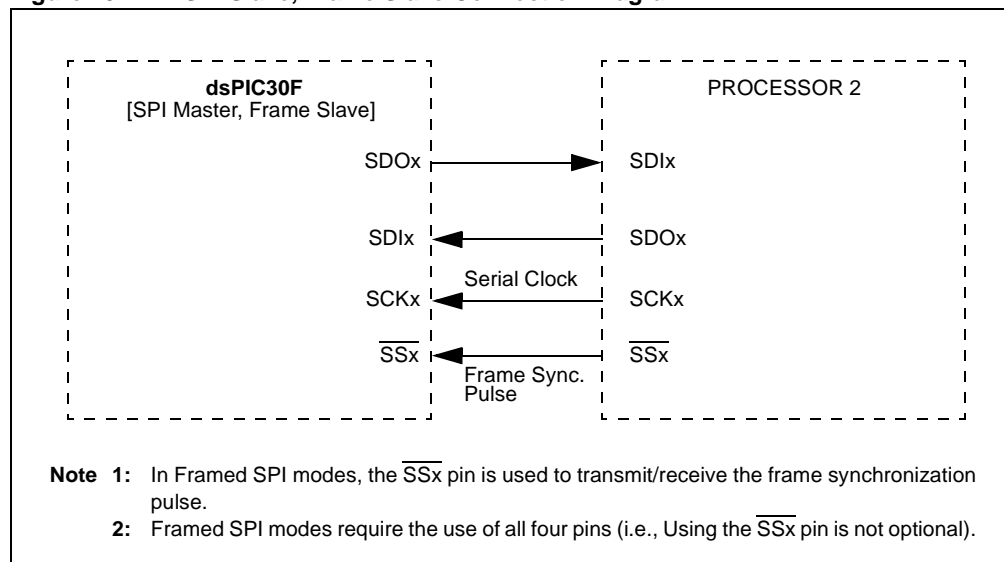 dsPIC30F
[SPI Master, Frame Slave]
PROCESSOR 2
SDOx
SDIx
SDIx
SDOx
Serial Clock
SCKx
SCKx
SSx
SSx
Frame Sync.
Pulse
Note 1: In Framed SPI modes, the SSx pin is used to transmit/receive the frame synchronization
pulse.
2: Framed SPI modes require the use of all four pins (i.e., Using the SSx pin is not optional).